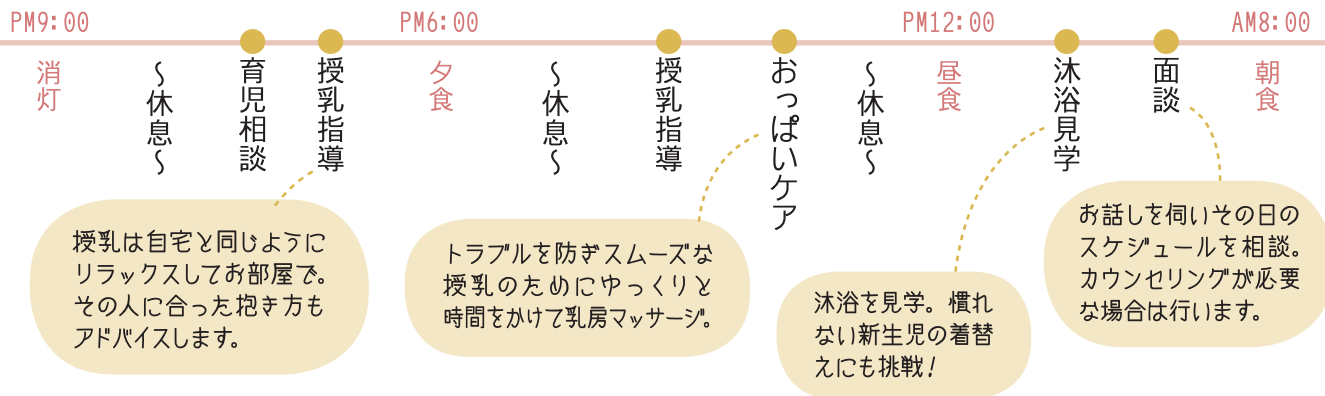 AM8:00
朝食
面談
お話しを伺いその日の
スケジュールを相談。
カウンセリングが必要
な場合は行います。
沐浴見学
沐浴を見学。慣れ
ない新生児の着替
えにも挑戦！
PM12:00
昼食
〜休息〜
おっぱいケア
トラブルを防ぎスムーズな
授乳のためにゆっくりと
時間をかけて乳房マッサージ。
授乳指導
〜休息〜
PM6:00
夕食
授乳指導
授乳は自宅と同じように
リラックスしてお部屋で。
その人に合った抱き方も
アドバイスします。
育児相談
〜休息〜
PM9:00
消灯